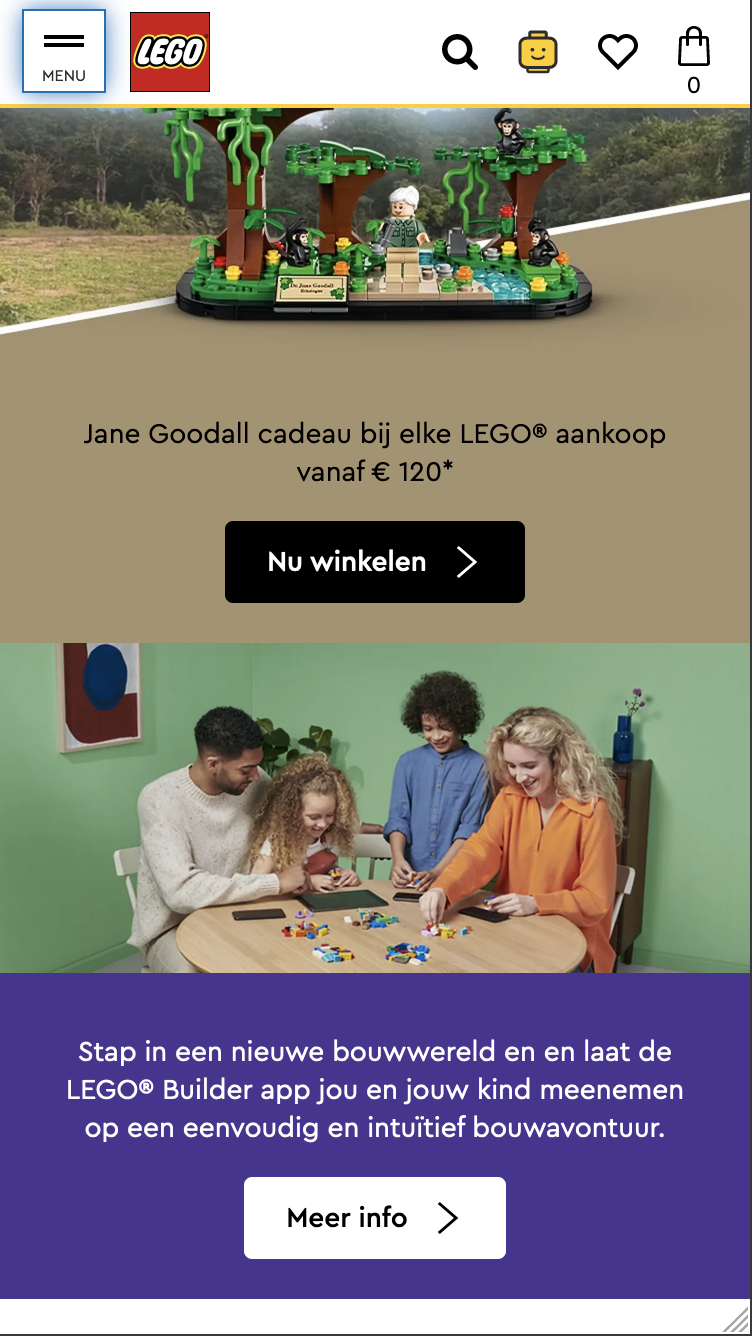 MENU
LEGO
0
Dr. Jane Goodall
Jane Goodall cadeau bij elke LEGO® aankoop
vanaf € 120*
Nu winkelen
Stap in een nieuwe bouwwereld en en laat de
LEGO® Builder app jou en jouw kind meenemen
op een eenvoudig en intuïtief bouwavontuur.
Meer info